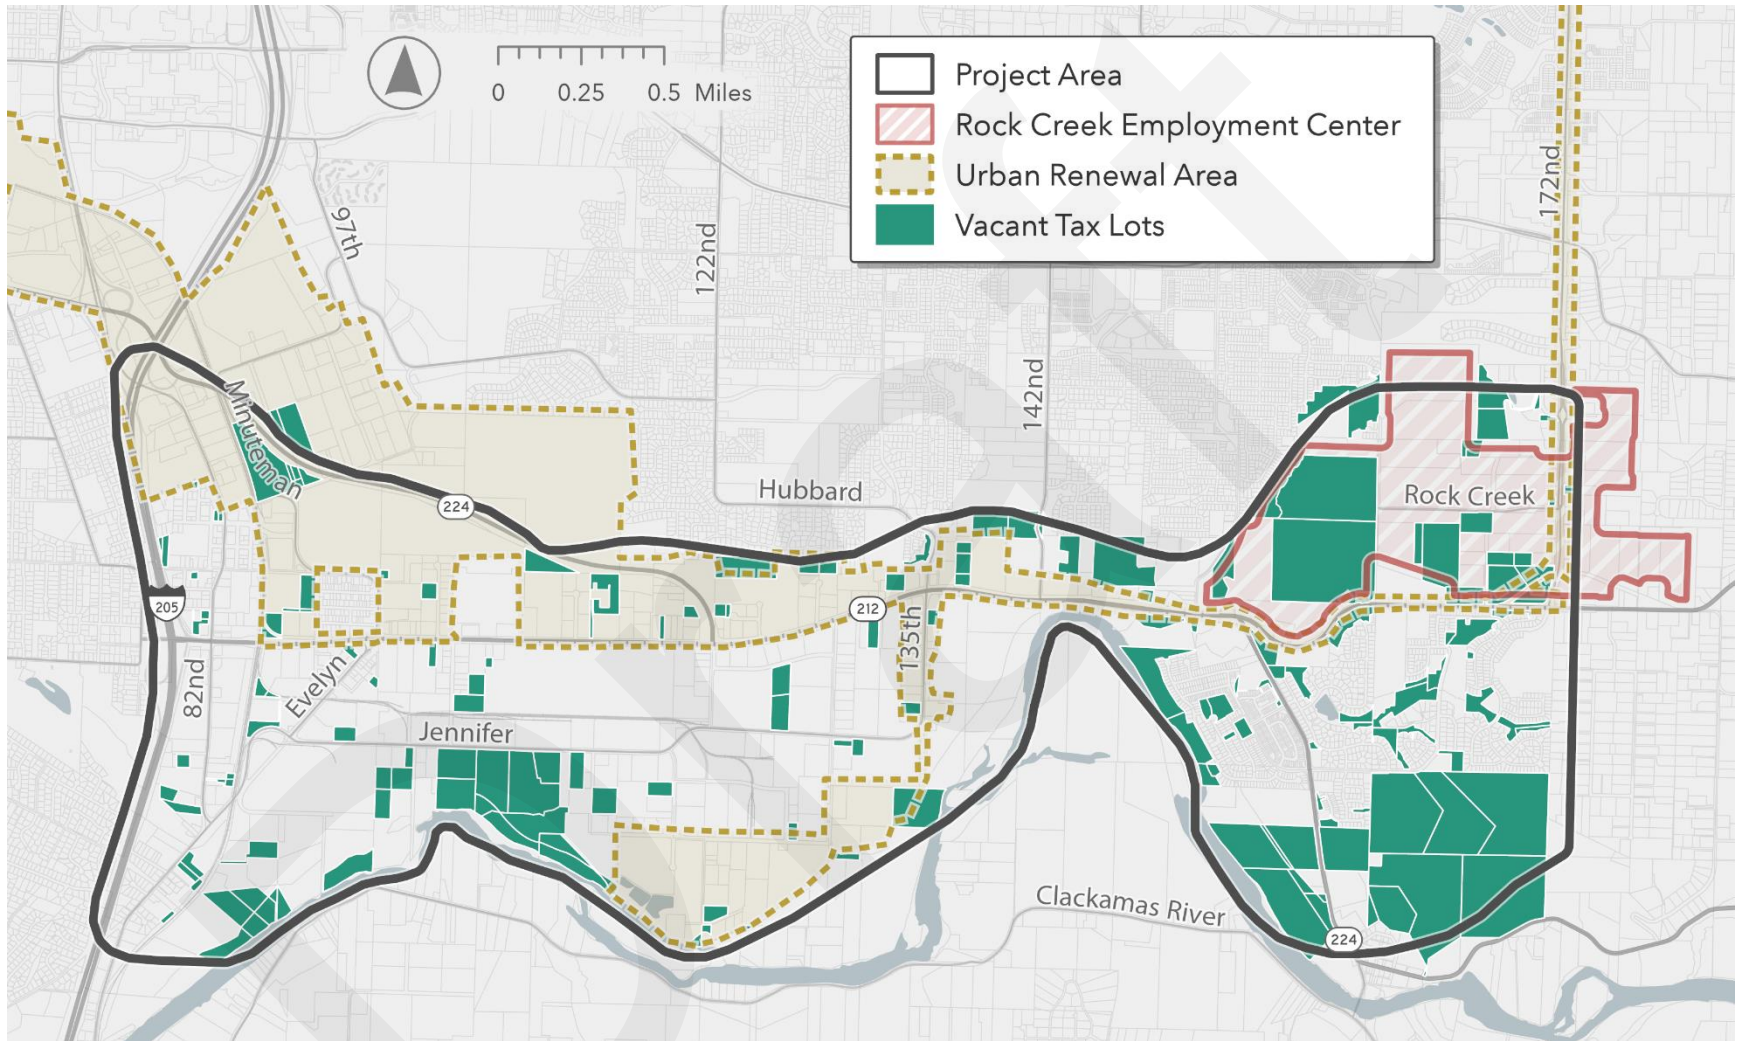 0 0.25 0.5 Miles
Project Area
Rock Creek Employment Center
Urban Renewal Area
Vacant Tax Lots
97th
122nd
172nd
142nd
Minuteman
Hubbard
Rock Creek
224
205
212
135th
82nd
Evelyn
Jennifer
Clackamas River
224
Draft